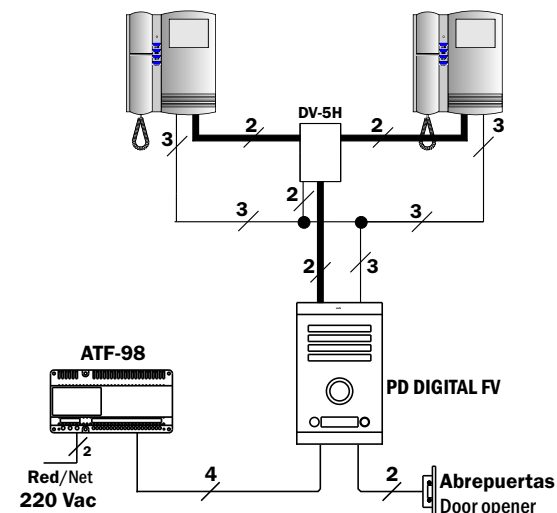 DV-5H
2
2
3
3
2
3
3
2
3
ATF-98
PD DIGITAL FV
2
Red/Net
220 Vac
4
2
Abrepuertas
Door opener